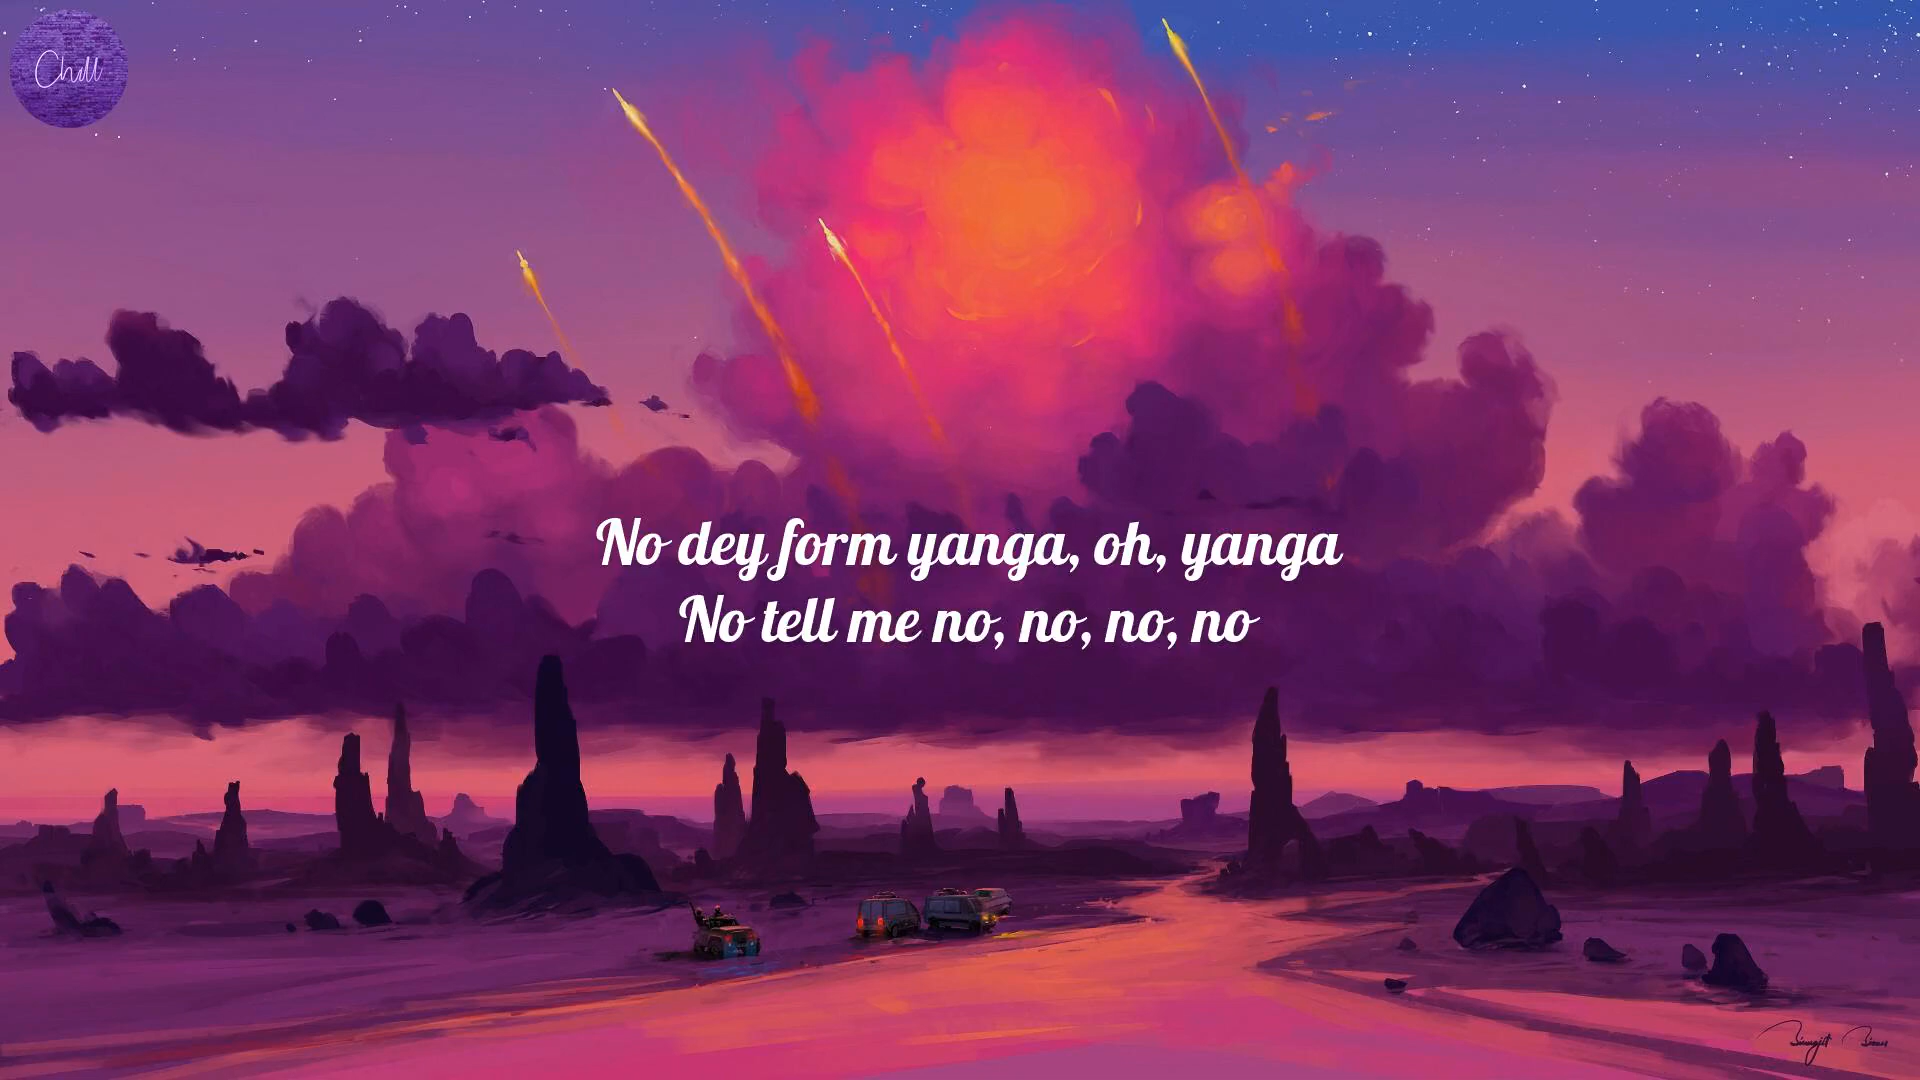 Chill
No dey form yanga, oh, yanga
No tell me no, no, no, no